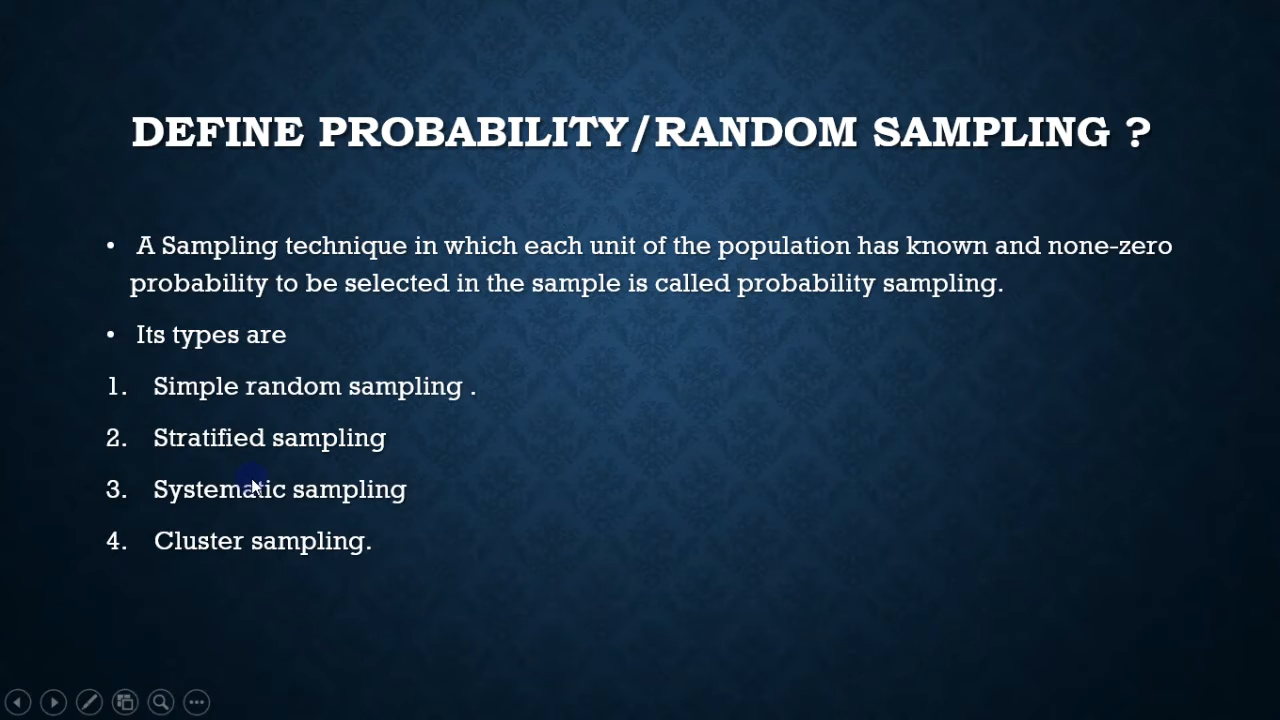 DEFINE PROBABILITY/RANDOM SAMPLING ?
• A Sampling technique in which each unit of the population has known and none-zero
probability to be selected in the sample is called probability sampling.
• Its types are
1. Simple random sampling .
2. Stratified sampling
3. Systematic sampling
4. Cluster sampling.